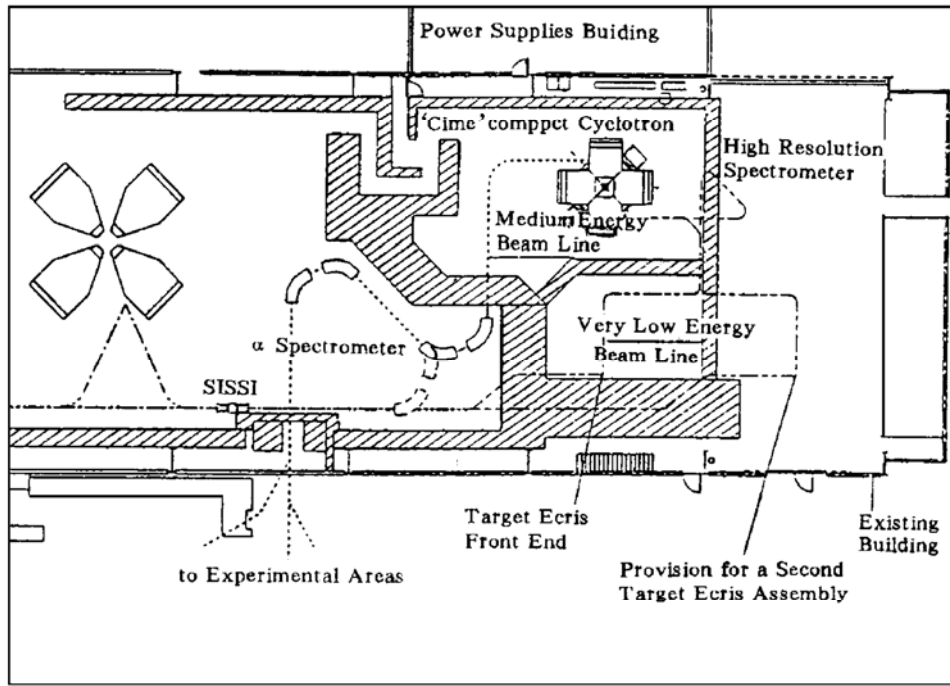 Power Supplies Buiding
'Cime' comppct Cyclotron
High Resolution
Spectrometer
Medium Energy
Beam Line
Very Low Energy
Beam Line
α Spectrometer
SISSI
Target Ecris
Front End
Existing
Building
to Experimental Areas
Provision for a Second
Target Ecris Assembly